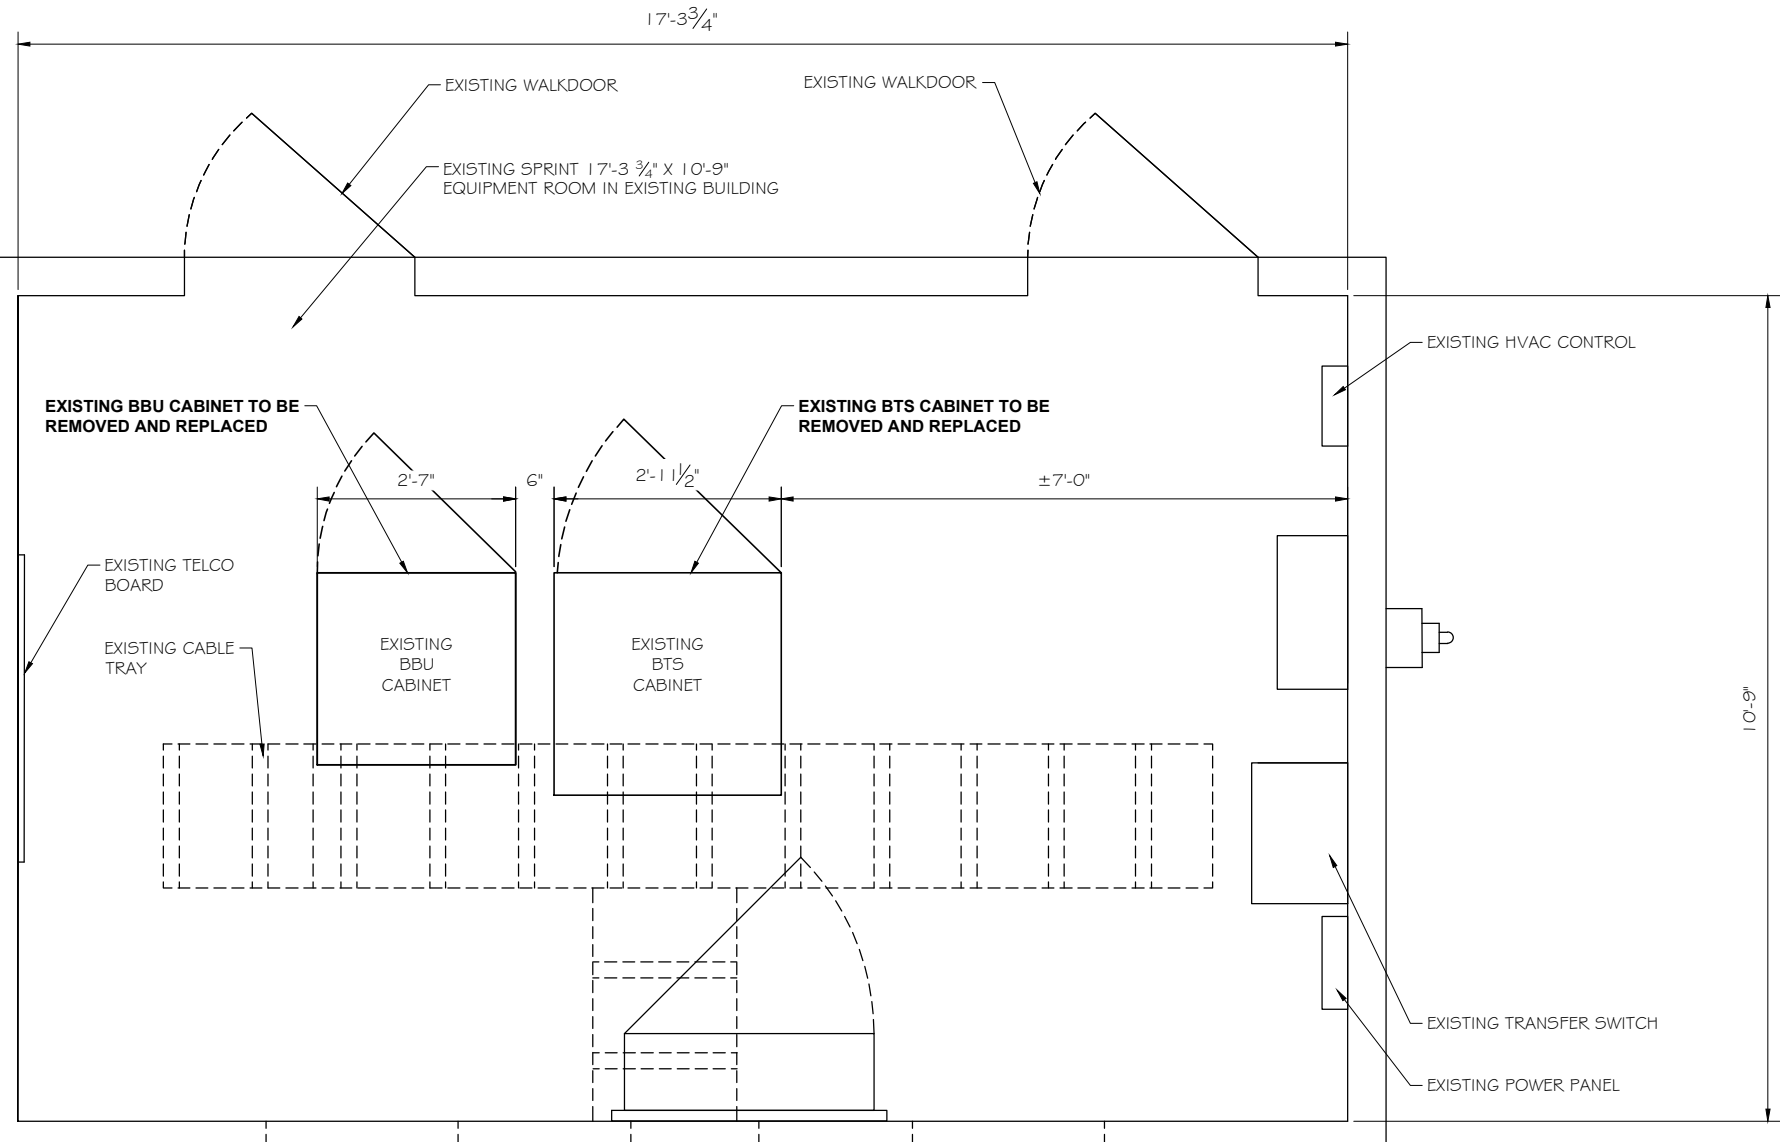 17'-3¾"
EXISTING WALKDOOR
EXISTING WALKDOOR
EXISTING SPRINT 17'-3 ¾" X 10'-9"
EQUIPMENT ROOM IN EXISTING BUILDING
EXISTING HVAC CONTROL
EXISTING BBU CABINET TO BE
REMOVED AND REPLACED
EXISTING BTS CABINET TO BE
REMOVED AND REPLACED
2'-7"
6"
2'-11½"
±7'-0"
EXISTING TELCO
BOARD
EXISTING CABLE
TRAY
EXISTING
BBU
CABINET
EXISTING
BTS
CABINET
10'-9"
EXISTING TRANSFER SWITCH
EXISTING POWER PANEL